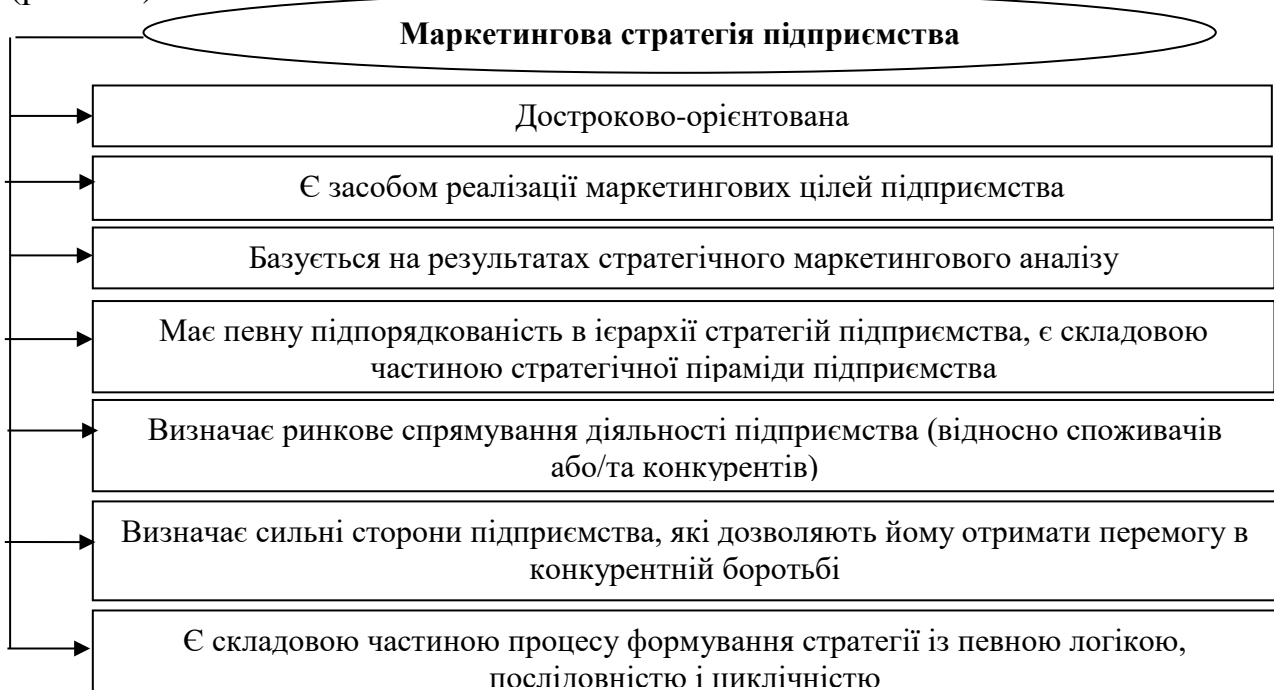 Маркетингова стратегія підприємства
Достроково-орієнтована
Є засобом реалізації маркетингових цілей підприємства
Базується на результатах стратегічного маркетингового аналізу
Має певну підпорядкованість в ієрархії стратегій підприємства, є складовою
частиною стратегічної піраміди підприємства
Визначає ринкове спрямування діяльності підприємства (відносно споживачів
або/та конкурентів)
Визначає сильні сторони підприємства, які дозволяють йому отримати перемогу в
конкурентній боротьбі
Є складовою частиною процесу формування стратегії із певною логікою,
послідовністю і циклічністю